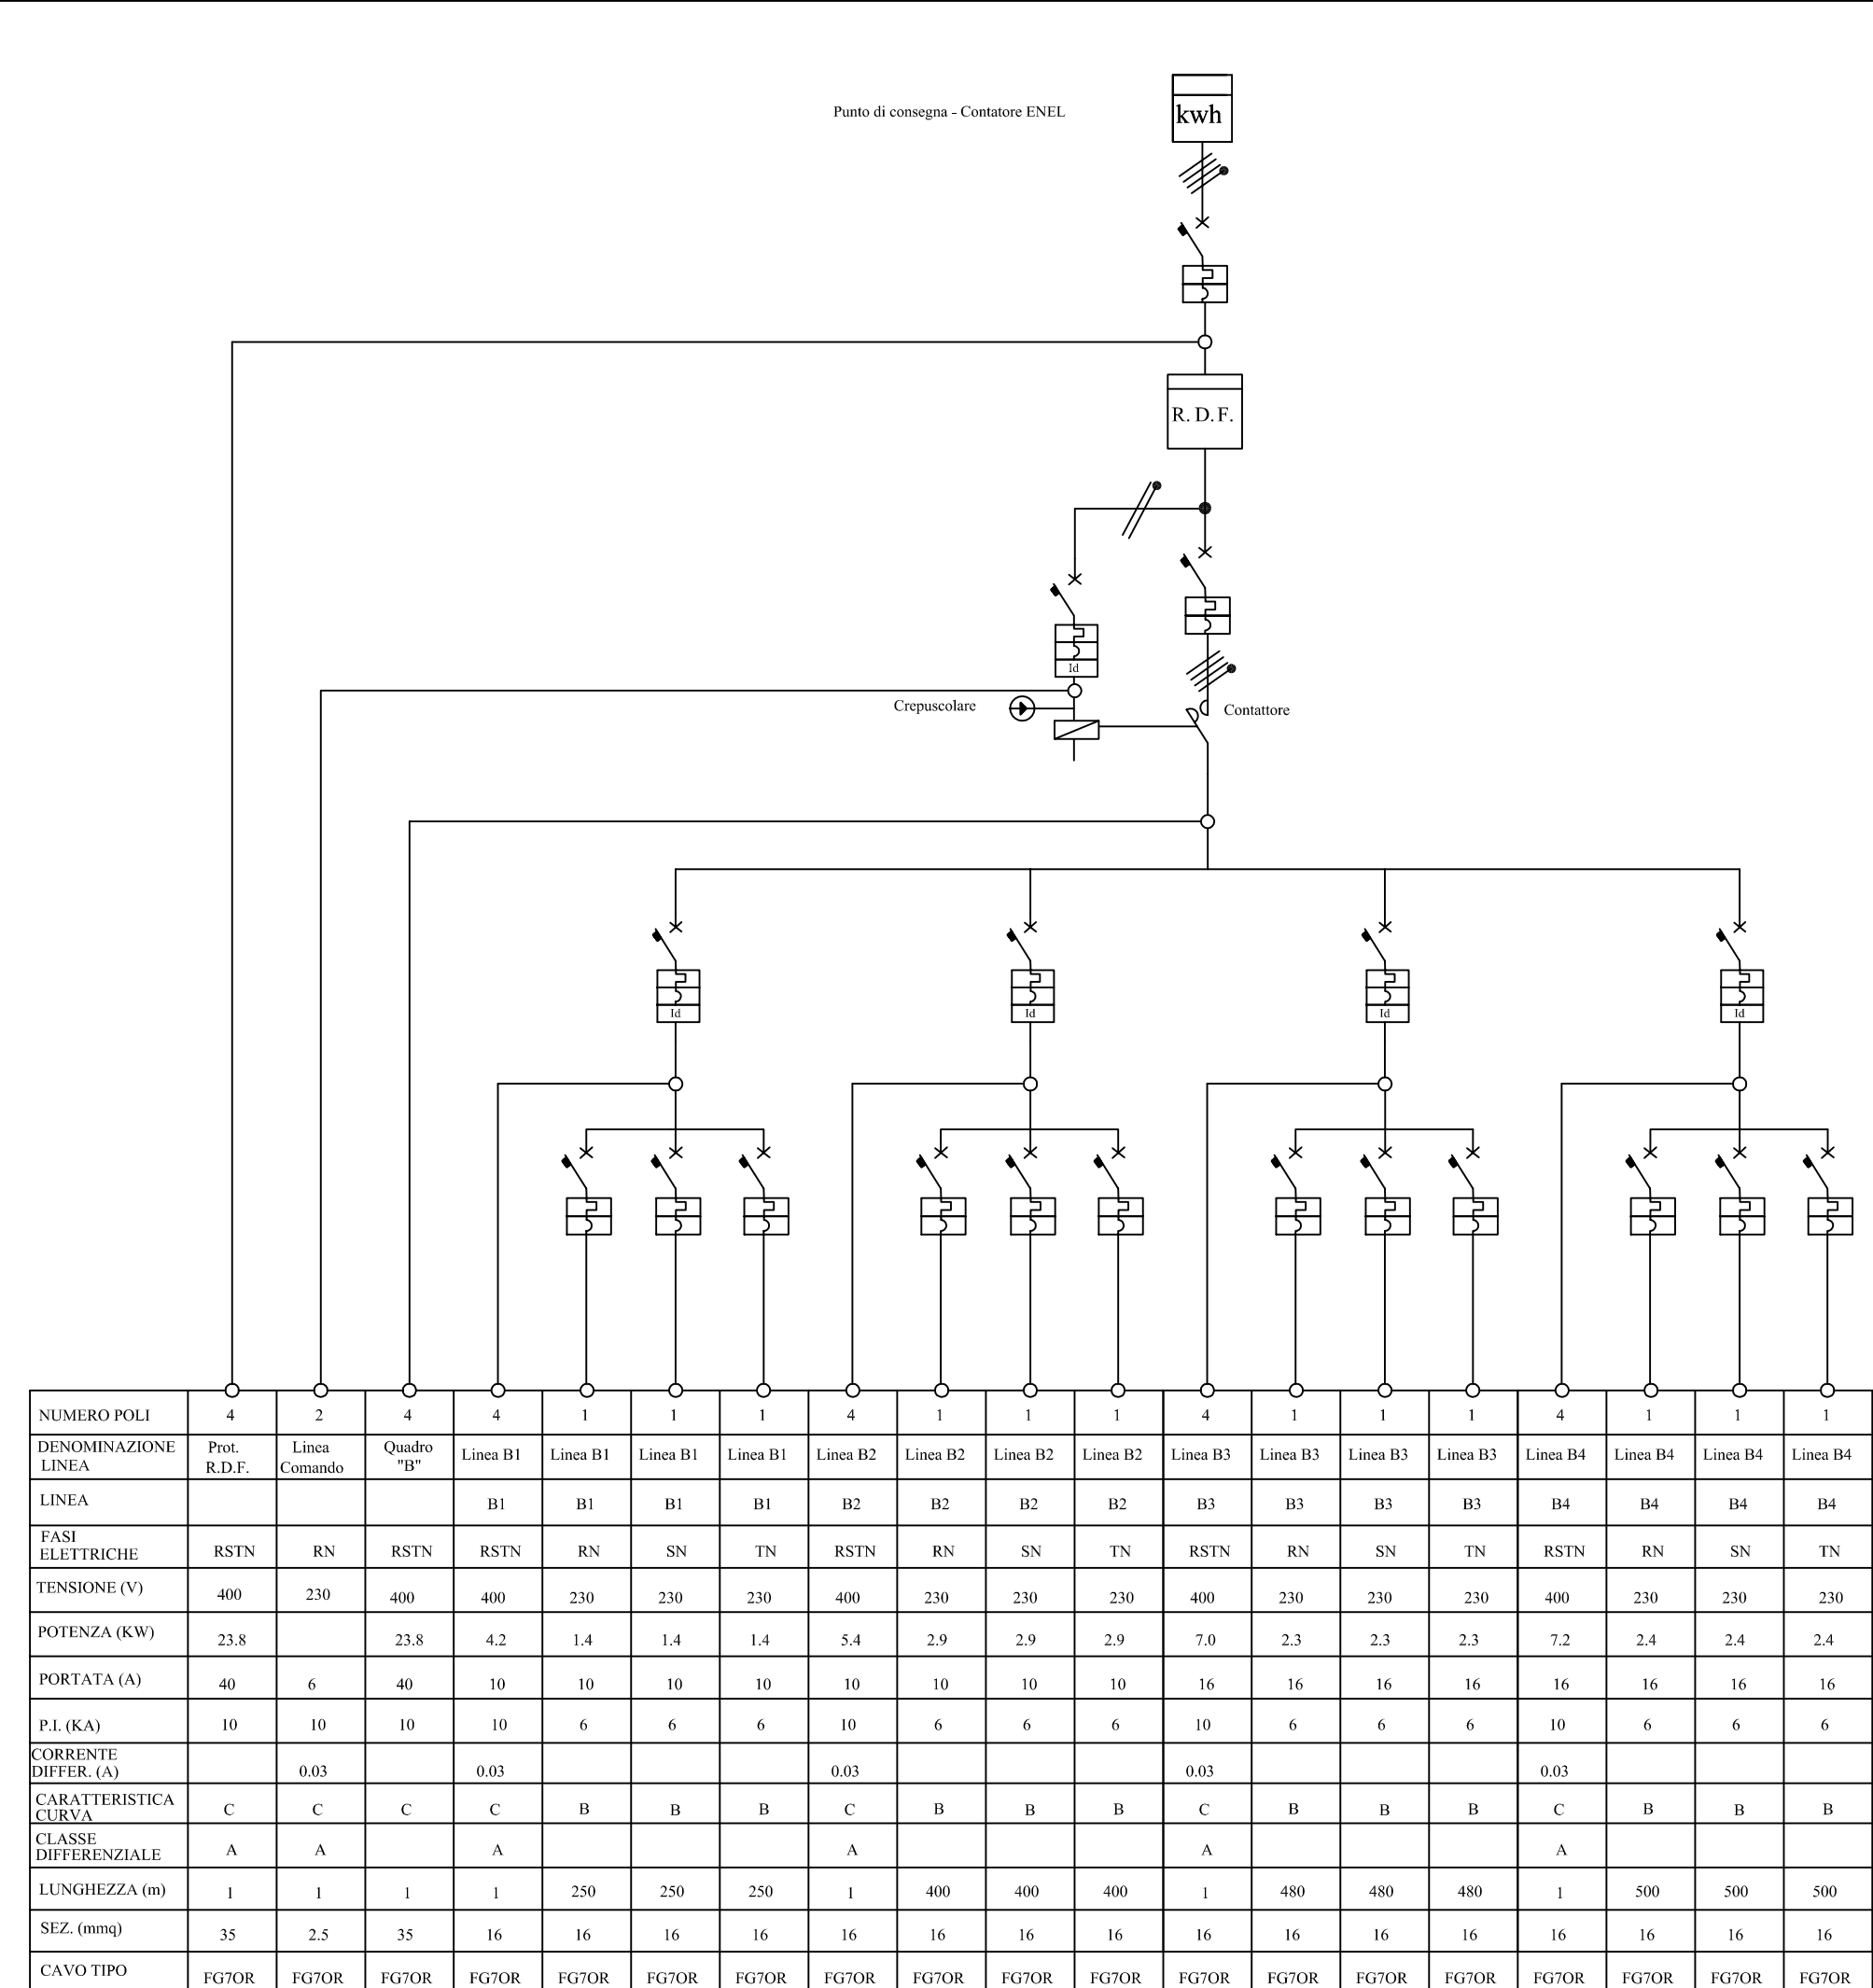 Punto di consegna - Contatore ENEL
kwh
R. D. F.
Id
Crepuscolare
Contattore
Id Id Id Id
NUMERO POLI 4 2 4 4 1 1 1 4 1 1 1 4 1 1 1 4 1 1 1
DENOMINAZIONE Prot. Linea Quadro Linea B1 Linea B1 Linea B1 Linea B1 Linea B2 Linea B2 Linea B2 Linea B2 Linea B3 Linea B3 Linea B3 Linea B3 Linea B4 Linea B4 Linea B4 Linea B4
LINEA R.D.F. Comando "B"
LINEA B1 B1 B1 B1 B2 B2 B2 B2 B3 B3 B3 B3 B4 B4 B4 B4
FASI
ELETTRICHE RSTN RN RSTN RSTN RN SN TN RSTN RN SN TN RSTN RN SN TN RSTN RN SN TN
TENSIONE (V) 400 230 400 400 230 230 230 400 230 230 230 400 230 230 230 400 230 230 230
POTENZA (KW) 23.8 23.8 4.2 1.4 1.4 1.4 5.4 2.9 2.9 2.9 7.0 2.3 2.3 2.3 7.2 2.4 2.4 2.4
PORTATA (A) 40 6 40 10 10 10 10 10 10 10 10 16 16 16 16 16 16 16 16
P.I. (KA) 10 10 10 10 6 6 6 10 6 6 6 10 6 6 6 10 6 6 6
CORRENTE
DIFFER. (A) 0.03 0.03 0.03 0.03 0.03
CARATTERISTICA
CURVA C C C C B B B C B B B C B B B C B B B
CLASSE
DIFFERENZIALE A A A A A A
LUNGHEZZA (m) 1 1 1 1 250 250 250 1 400 400 400 1 480 480 480 1 500 500 500
SEZ. (mmq) 35 2.5 35 16 16 16 16 16 16 16 16 16 16 16 16 16 16 16 16
CAVO TIPO FG7OR FG7OR FG7OR FG7OR FG7OR FG7OR FG7OR FG7OR FG7OR FG7OR FG7OR FG7OR FG7OR FG7OR FG7OR FG7OR FG7OR FG7OR FG7OR